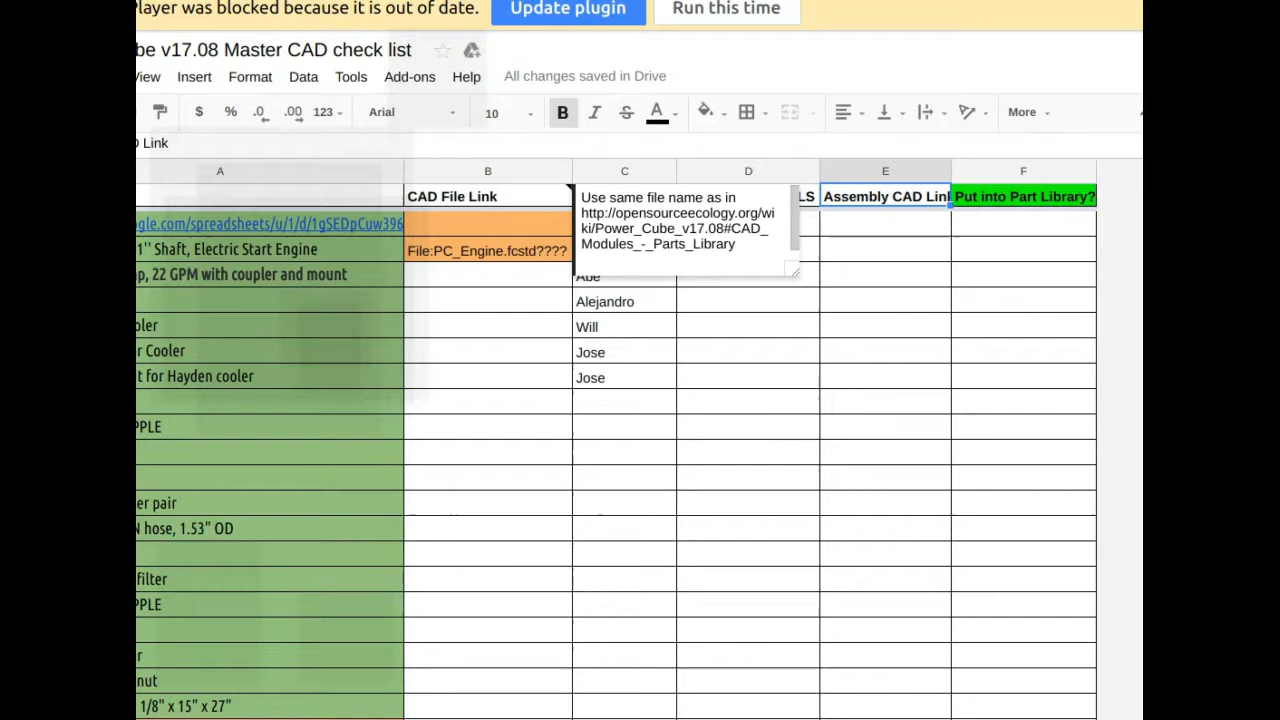 Player was blocked because it is out of date. Update plugin Run this time
be v17.08 Master CAD check list
View Insert Format Data Tools Add-ons Help All changes saved in Drive
$ % .0 .00 123 Arial 10 B I S A More
Link
A B C D E F
CAD File Link LS Assembly CAD Link Put into Part Library?
Use same file name as in
http://opensourceecology.org/wi
ki/Power_Cube_v17.08#CAD_
Modules_-_Parts_Library
gle.com/spreadsheets/u/1/d/1gSEDpCuw396
1'' Shaft, Electric Start Engine File:PC_Engine.fcstd????
p, 22 GPM with coupler and mount Abe
Alejandro
oler Will
r Cooler Jose
t for Hayden cooler Jose
PPLE
er pair
N hose, 1.53" OD
filter
PPLE
r
nut
1/8" x 15" x 27"